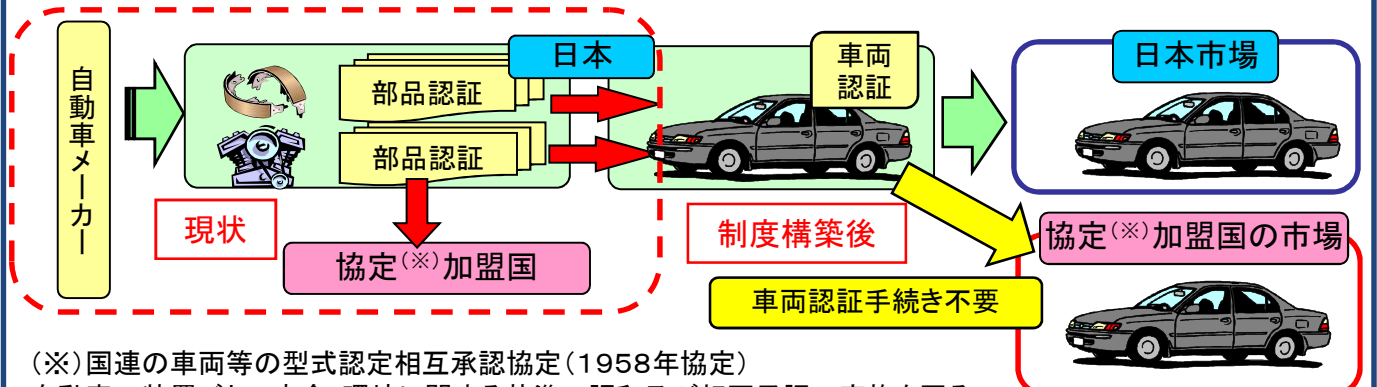 自動車メーカー
部品認証
部品認証
日本
車両
認証
日本市場
現状
協定(※)加盟国
制度構築後
協定(※)加盟国の市場
車両認証手続き不要
(※)国連の車両等の型式認定相互承認協定(1958年協定)